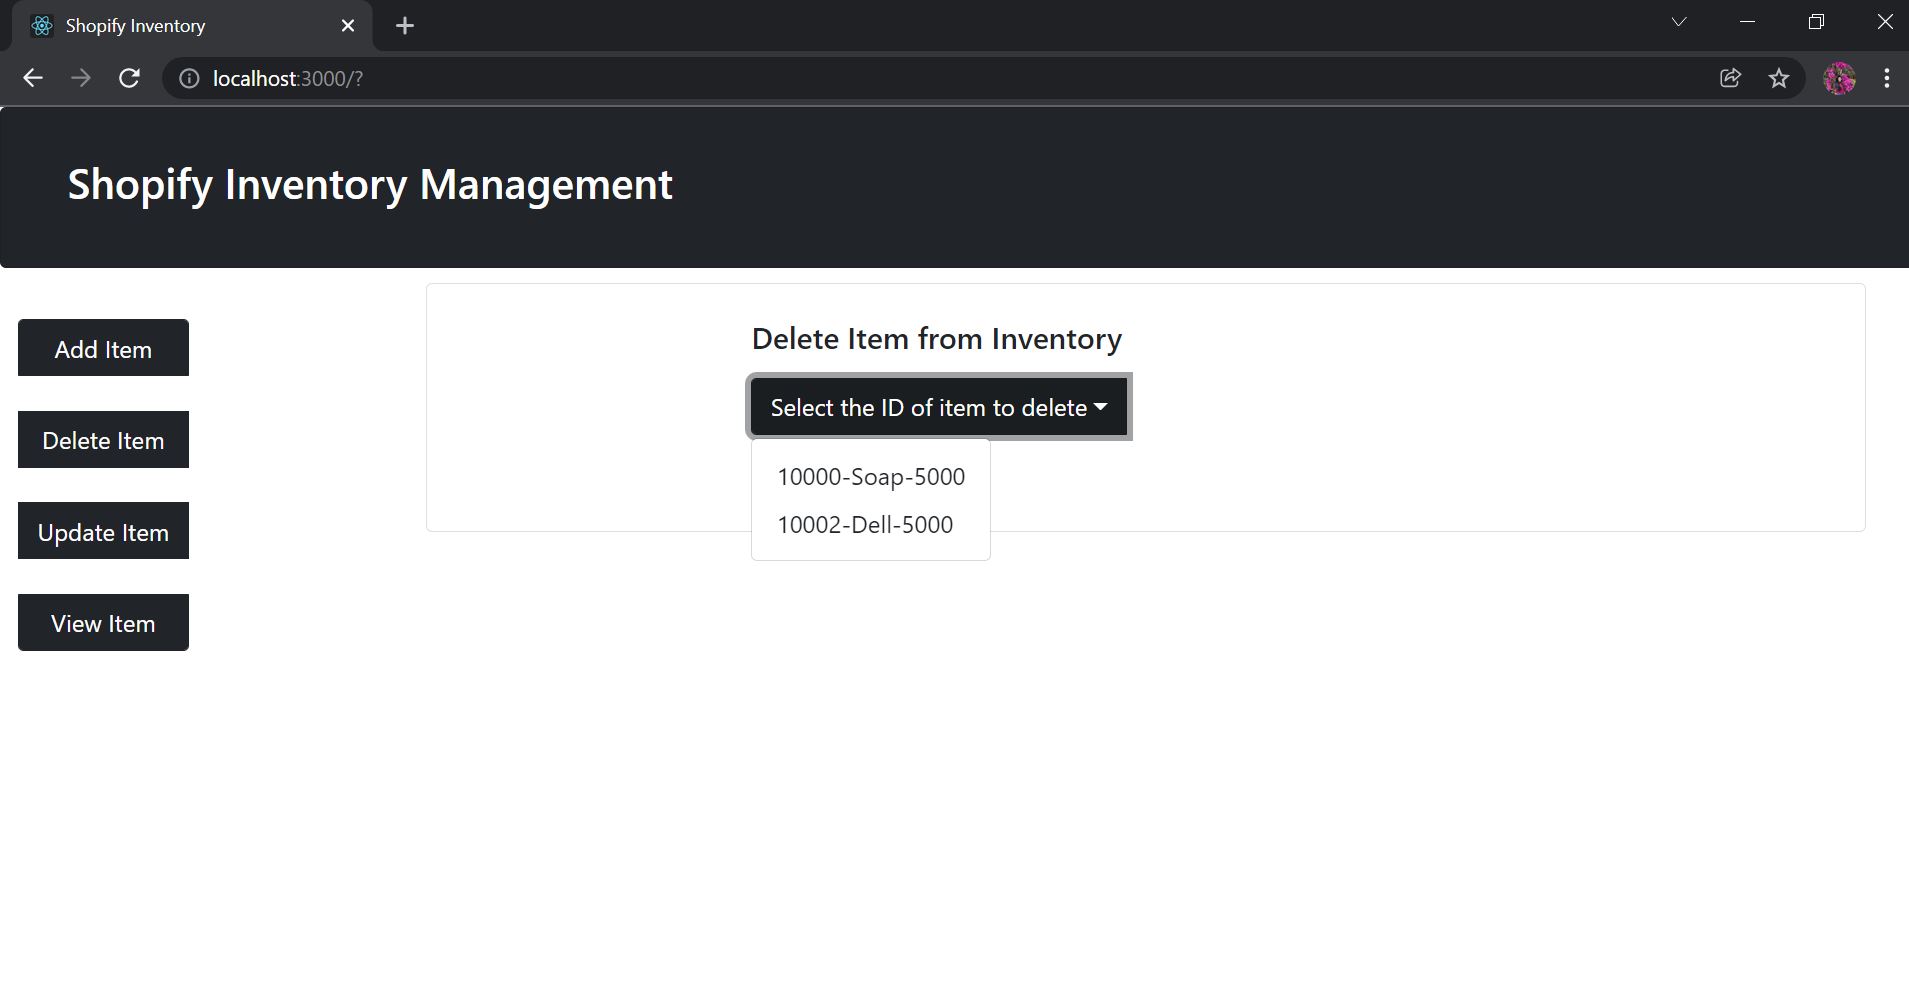 Shopify Inventory
localhost:3000/?
Shopify Inventory Management
Add Item
Delete Item
Update Item
View Item
Delete Item from Inventory
Select the ID of item to delete
10000-Soap-5000
10002-Dell-5000